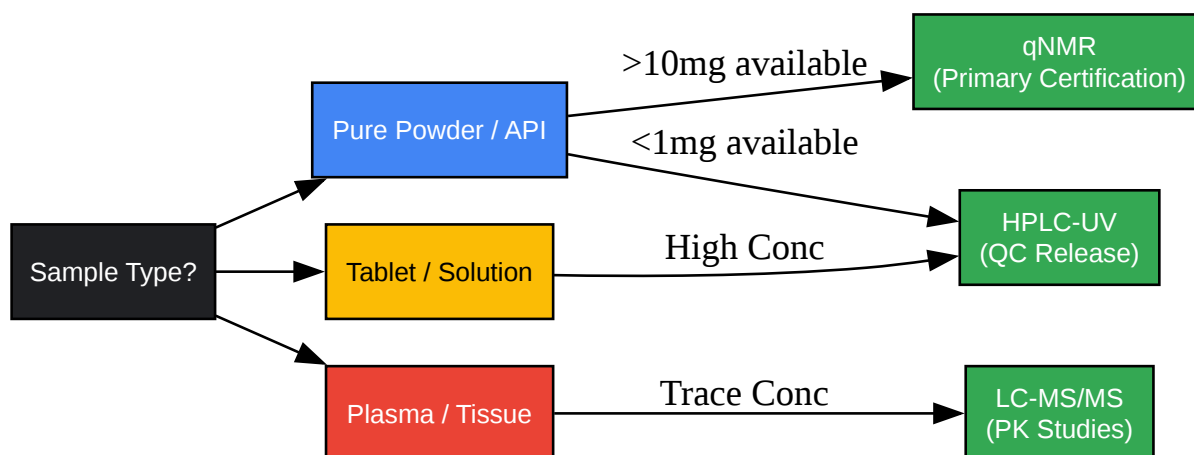 qNMR
(Primary Certification)
>10mg available
Pure Powder / API
<1mg available
HPLC-UV
(QC Release)
High Conc
Sample Type?
Tablet / Solution
Trace Conc
LC-MS/MS
(PK Studies)
Plasma / Tissue